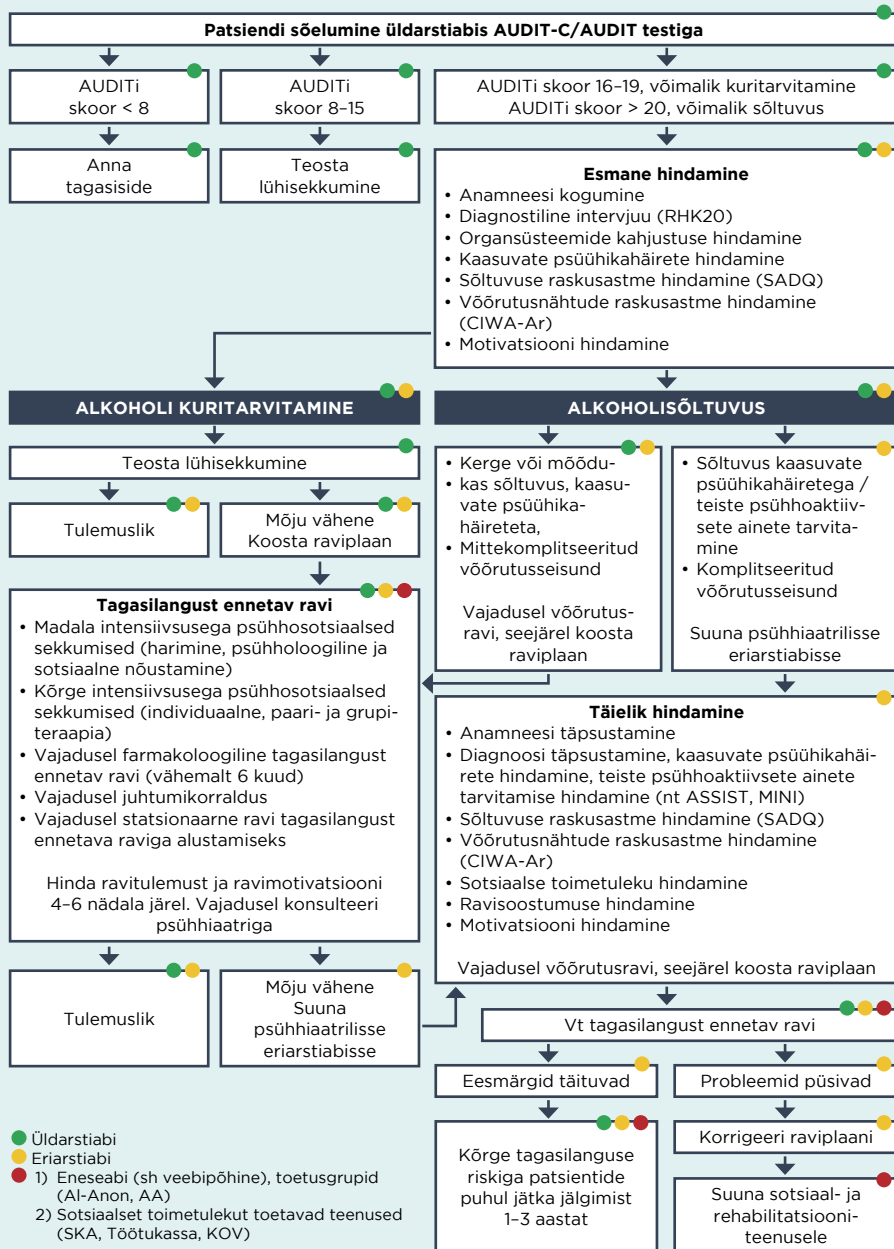 Patsiendi sõelumine üldarstiabis AUDIT-C/AUDIT testiga
AUDITi
skoor < 8
AUDITi
skoor 8–15
AUDITi skoor 16–19, võimalik kuritarvitamine
AUDITi skoor > 20, võimalik sõltuvus
Anna
tagasiside
Teosta
lühisekkumine
Esmane hindamine
• Anamneesi kogumine
• Diagnostiline intervjuu (RHK20)
• Organsüsteemide kahjustuse hindamine
• Kaasuvate psüühikahäirete hindamine
• Sõltuvuse raskusastme hindamine (SADQ)
• Võõrutusnähtude raskusastme hindamine
(CIWA-Ar)
• Motivatsiooni hindamine
ALKOHOLI KURITARVITAMINE
ALKOHOLISÕLTUVUS
Teosta lühisekkumine
Tulemuslik
Mõju vähene
Koosta raviplaan
• Kerge või mõõdu-
• kas sõltuvus, kaasu-
vate psüühika-
häireteta,
• Mittekomplitseeritud
võõrutusseisund
Vajadusel võõrutus-
ravi, seejärel koosta
raviplaan
• Sõltuvus kaasuvate
psüühikahäiretega /
teiste psühhoaktiiv-
sete ainete tarvita-
mine
• Komplitseeritud
võõrutusseisund
Suuna psühhiaatrilisse
eriarstiabisse
Tagasilangust ennetav ravi
• Madala intensiivsusega psühhosotsiaalsed
sekkumised (harimine, psühholoogiline ja
sotsiaalne nõustamine)
• Kõrge intensiivsusega psühhosotsiaalsed
sekkumised (individuaalne, paari- ja grupi-
teraapia)
• Vajadusel farmakoloogiline tagasilangust
ennetav ravi (vähemalt 6 kuud)
• Vajadusel juhtumikorraldus
• Vajadusel statsionaarne ravi tagasilangust
ennetava raviga alustamiseks
Hinda ravitulemust ja ravimotivatsiooni
4–6 nädala järel. Vajadusel konsulteeri
psühhiaatriga
Täielik hindamine
• Anamneesi täpsustamine
• Diagnoosi täpsustamine, kaasuvate psüühikahäi-
rete hindamine, teiste psühhoaktiivsete ainete
tarvitamise hindamine (nt ASSIST, MINI)
• Sõltuvuse raskusastme hindamine (SADQ)
• Võõrutusnähtude raskusastme hindamine
(CIWA-Ar)
• Sotsiaalse toimetuleku hindamine
• Ravisoostumuse hindamine
• Motivatsiooni hindamine
Vajadusel võõrutusravi, seejärel koosta raviplaan
Tulemuslik
Mõju vähene
Suuna
psühhiaatrilisse
eriarstiabisse
Vt tagasilangust ennetav ravi
Eesmärgid täituvad
Probleemid püsivad
Kõrge tagasilanguse
riskiga patsientide
puhul jätka jälgimist
1–3 aastat
Korrigeeri raviplaani
Suuna sotsiaal- ja
rehabilitatsiooni-
teenusele
Üldarstiabi
Eriarstiabi
1) Eneseabi (sh veebipõhine), toetusgrupid
(Al-Anon, AA)
2) Sotsiaalset toimetulekut toetavad teenused
(SKA, Töötukassa, KOV)